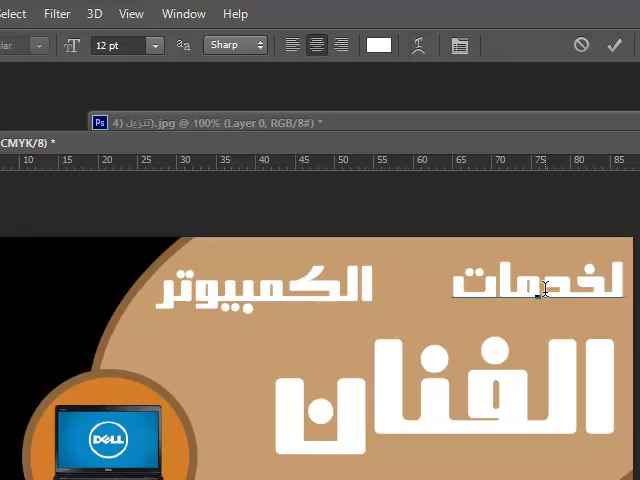 Select Filter 3D View Window Help
12 pt Sharp
4) تنزيل).jpg @ 100% (Layer 0, RGB/8#) *
CMYK/8) *
10 15 20 25 30 35 40 45 50 55 60 65 70 75 80 85
لخدمات الكمبيوتر
الفنان
DELL